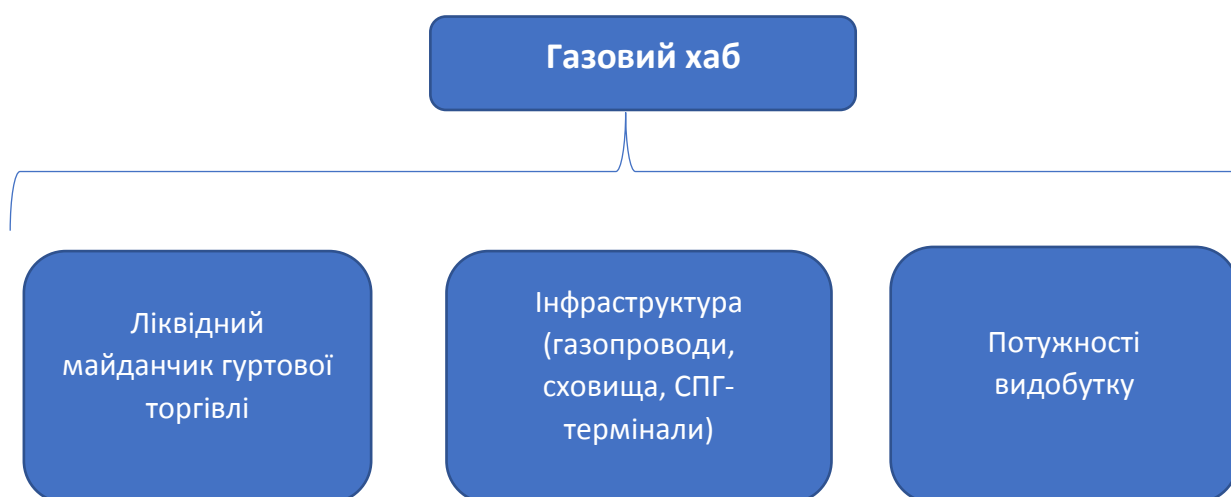 Газовий хаб
Ліквідний
майданчик гуртової
торгівлі
Інфраструктура
(газопроводи,
сховища, СПГ-
термінали)
Потужності
видобутку